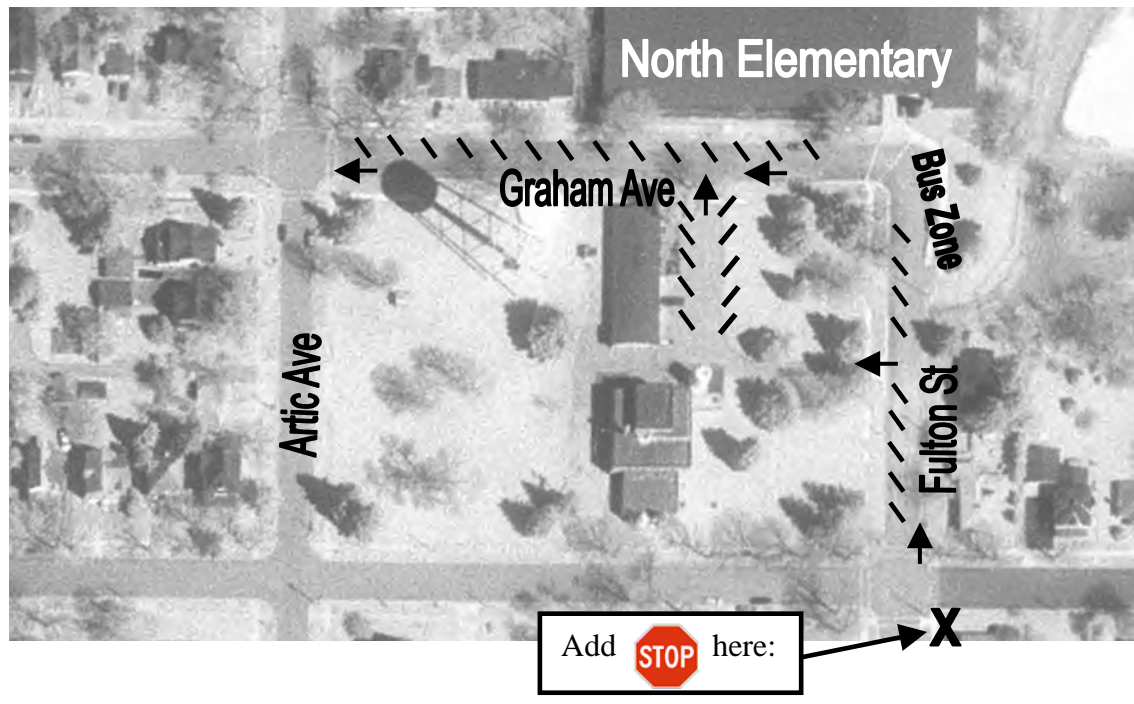 North Elementary
Bus Zone
Graham Ave
Artic Ave
Fulton St
Add STOP here:
X